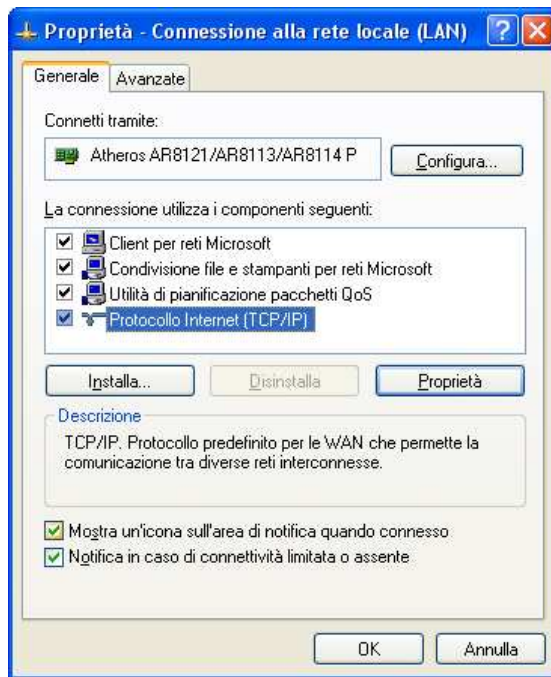 Proprietà - Connessione alla rete locale (LAN)
Generale
Avanzate
Connetti tramite:
Atheros AR8121/AR8113/AR8114 P
Configura...
La connessione utilizza i componenti seguenti:
Client per reti Microsoft
Condivisione file e stampanti per reti Microsoft
Utilità di pianificazione pacchetti QoS
Protocollo Internet (TCP/IP)
Installa...
Disinstalla
Proprietà
Descrizione
TCP/IP. Protocollo predefinito per le WAN che permette la
comunicazione tra diverse reti interconnesse.
Mostra un'icona sull'area di notifica quando connesso
Notifica in caso di connettività limitata o assente
OK
Annulla